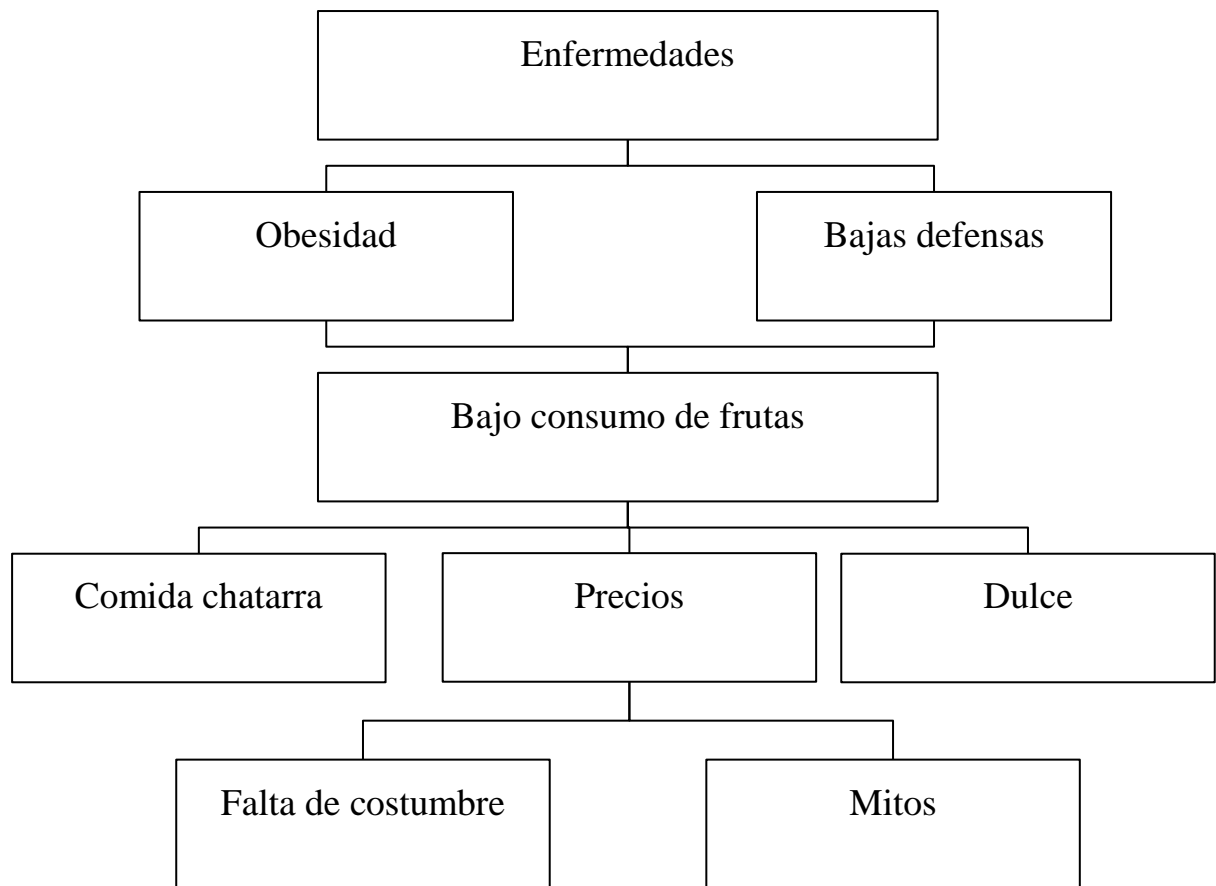 Enfermedades
Obesidad
Bajas defensas
Bajo consumo de frutas
Comida chatarra
Precios
Dulce
Falta de costumbre
Mitos